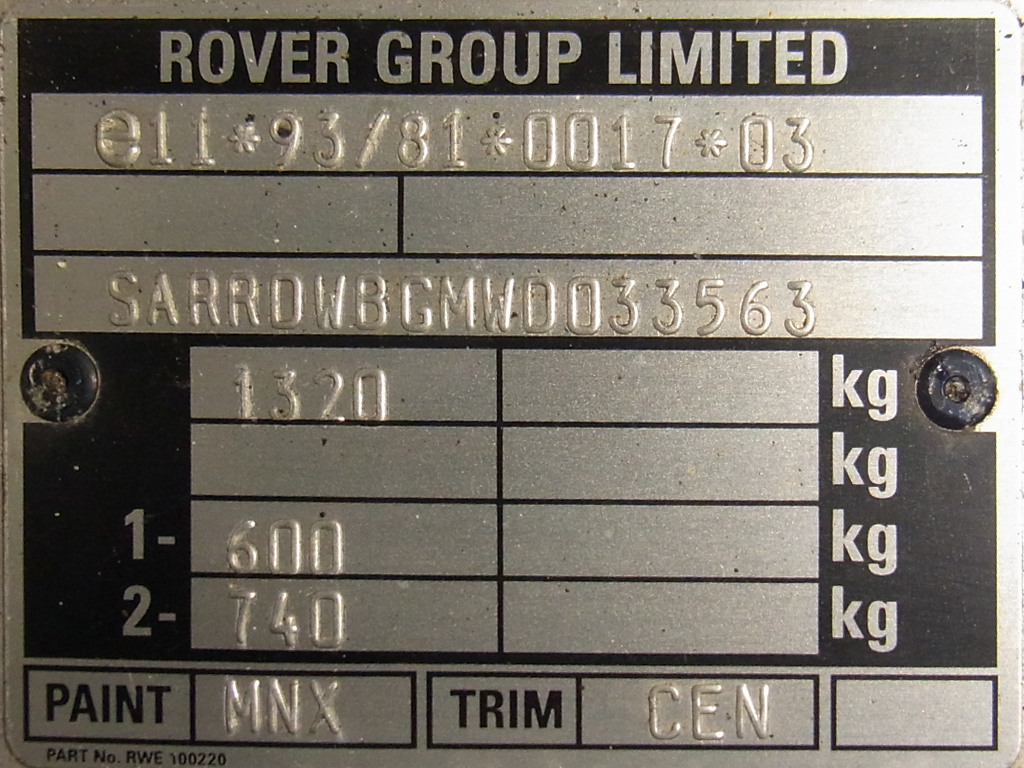 ROVER GROUP LIMITED
e11*93/81*0017*03
SARRDWBGMWD033563
1320 kg
kg
1- 600 kg
2- 740 kg
PAINT MNX TRIM CEN
PART No. RWE 100220